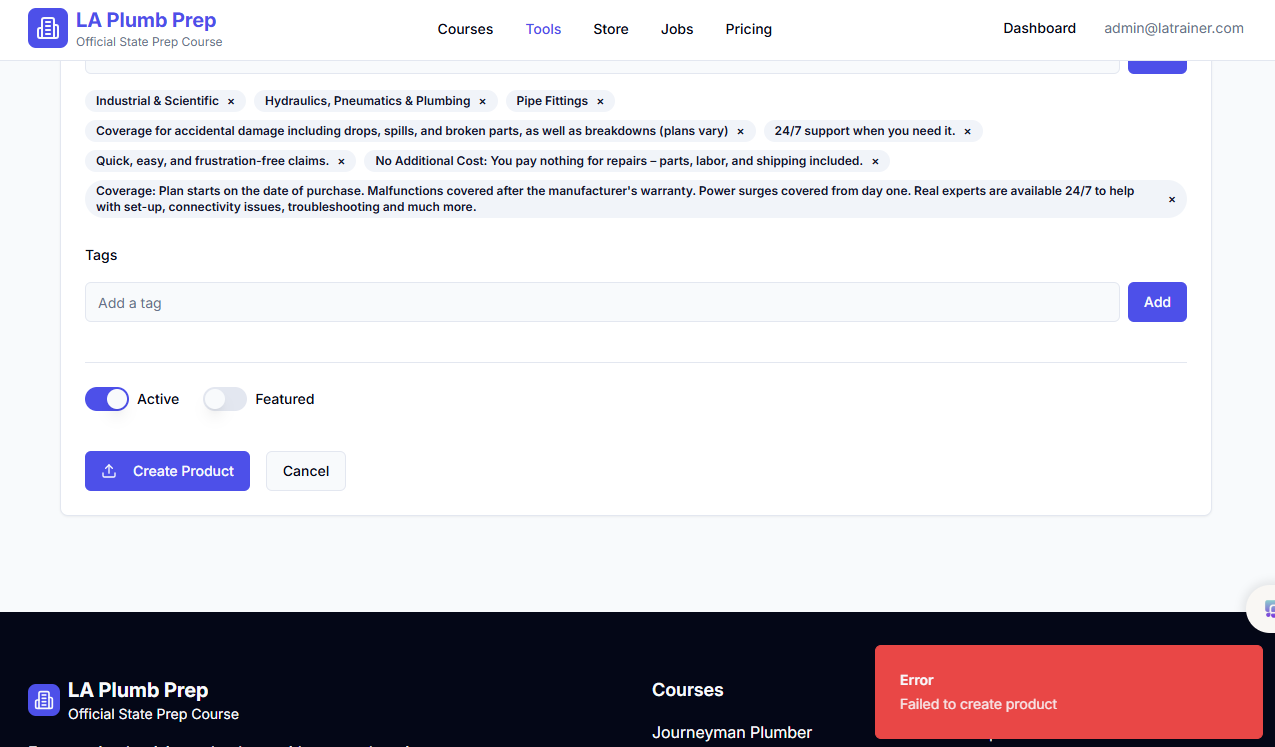 LA Plumb Prep
Official State Prep Course
Courses
Tools
Store
Jobs
Pricing
Dashboard
admin@latrainer.com
Industrial & Scientific ×
Hydraulics, Pneumatics & Plumbing ×
Pipe Fittings ×
Coverage for accidental damage including drops, spills, and broken parts, as well as breakdowns (plans vary) ×
24/7 support when you need it. ×
Quick, easy, and frustration-free claims. ×
No Additional Cost: You pay nothing for repairs – parts, labor, and shipping included. ×
Coverage: Plan starts on the date of purchase. Malfunctions covered after the manufacturer's warranty. Power surges covered from day one. Real experts are available 24/7 to help
with set-up, connectivity issues, troubleshooting and much more. ×
Tags
Add a tag
Add
Active
Featured
Create Product
Cancel
LA Plumb Prep
Official State Prep Course
Courses
Journeyman Plumber
Error
Failed to create product